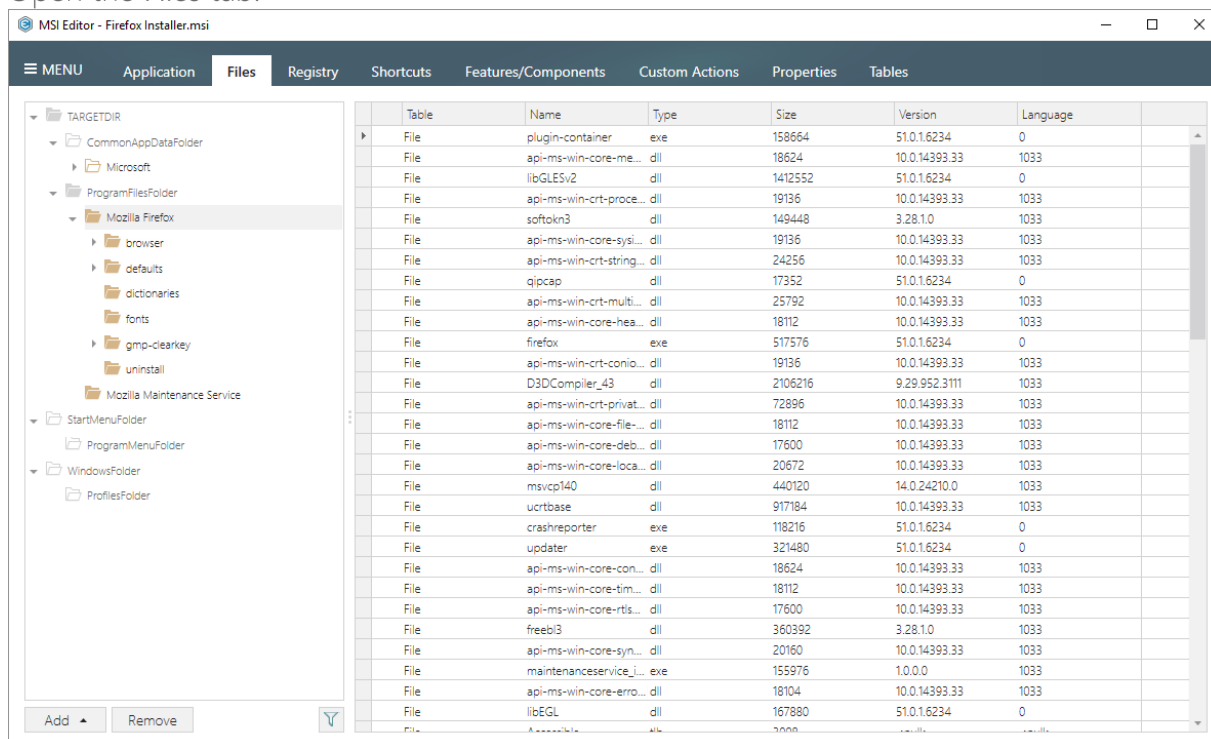 Open the Files tab.
MSI Editor - Firefox Installer.msi
MENU Application Files Registry Shortcuts Features/Components Custom Actions Properties Tables
TARGETDIR
CommonAppDataFolder
Microsoft
ProgramFilesFolder
Mozilla Firefox
browser
defaults
dictionaries
fonts
gmp-clearkey
uninstall
Mozilla Maintenance Service
StartMenuFolder
ProgramMenuFolder
WindowsFolder
ProfilesFolder
Add Remove
Table Name Type Size Version Language
File plugin-container exe 158664 51.0.1.6234 0
File api-ms-win-core-me... dll 18624 10.0.14393.33 1033
File libGLESv2 dll 1412552 51.0.1.6234 0
File api-ms-win-crt-proce... dll 19136 10.0.14393.33 1033
File softokn3 dll 149448 3.28.1.0 1033
File api-ms-win-core-sysi... dll 19136 10.0.14393.33 1033
File api-ms-win-crt-string... dll 24256 10.0.14393.33 1033
File qipcap dll 17352 51.0.1.6234 0
File api-ms-win-crt-multi... dll 25792 10.0.14393.33 1033
File api-ms-win-core-hea... dll 18112 10.0.14393.33 1033
File firefox exe 517576 51.0.1.6234 0
File api-ms-win-crt-conio... dll 19136 10.0.14393.33 1033
File D3DCompiler_43 dll 2106216 9.29.952.3111 1033
File api-ms-win-crt-privat... dll 72896 10.0.14393.33 1033
File api-ms-win-core-file-... dll 18112 10.0.14393.33 1033
File api-ms-win-core-deb... dll 17600 10.0.14393.33 1033
File api-ms-win-core-loca... dll 20672 10.0.14393.33 1033
File msvcp140 dll 440120 14.0.24210.0 1033
File ucrtbase dll 917184 10.0.14393.33 1033
File crashreporter exe 118216 51.0.1.6234 0
File updater exe 321480 51.0.1.6234 0
File api-ms-win-core-con... dll 18624 10.0.14393.33 1033
File api-ms-win-core-tim... dll 18112 10.0.14393.33 1033
File api-ms-win-core-rtls... dll 17600 10.0.14393.33 1033
File freebl3 dll 360392 3.28.1.0 1033
File api-ms-win-core-syn... dll 20160 10.0.14393.33 1033
File maintenanceservice_i... exe 155976 1.0.0.0 1033
File api-ms-win-core-erro... dll 18104 10.0.14393.33 1033
File libEGL dll 167880 51.0.1.6234 0